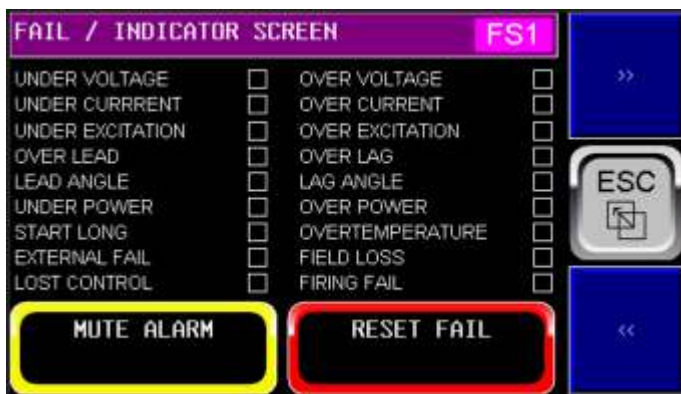 FAIL / INDICATOR SCREEN
FS1
UNDER VOLTAGE
OVER VOLTAGE
UNDER CURRRENT
OVER CURRENT
UNDER EXCITATION
OVER EXCITATION
OVER LEAD
OVER LAG
LEAD ANGLE
LAG ANGLE
UNDER POWER
OVER POWER
START LONG
OVERTEMPERATURE
EXTERNAL FAIL
FIELD LOSS
LOST CONTROL
FIRING FAIL
MUTE ALARM
RESET FAIL
>>
ESC
<<